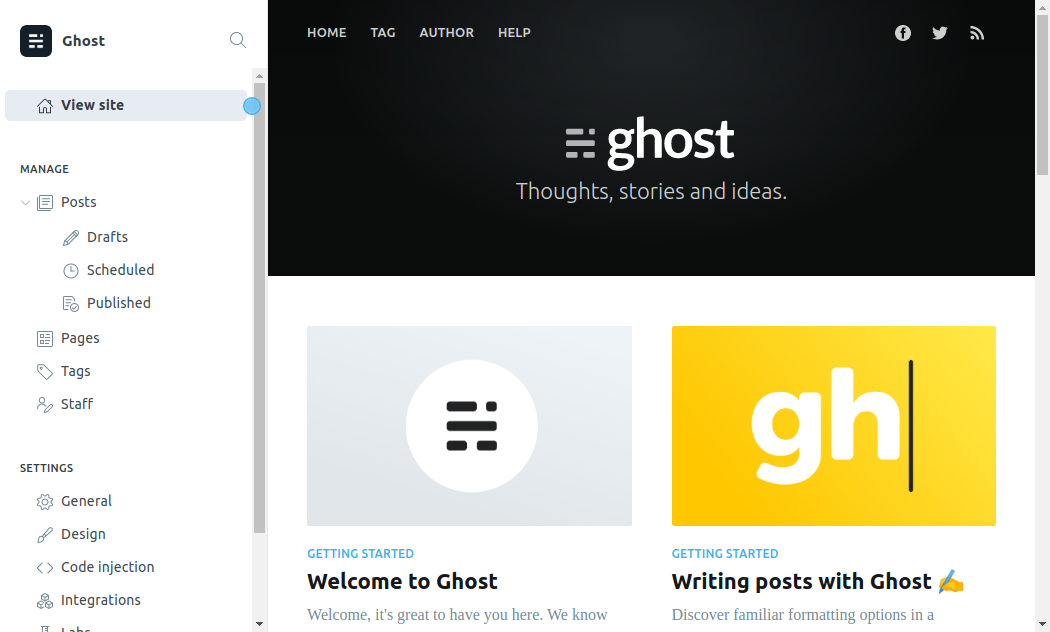 Ghost
View site
MANAGE
Posts
Drafts
Scheduled
Published
Pages
Tags
Staff
SETTINGS
General
Design
Code injection
Integrations
Labs
HOME TAG AUTHOR HELP
ghost
Thoughts, stories and ideas.
gh
GETTING STARTED
Welcome to Ghost
Welcome, it's great to have you here. We know
GETTING STARTED
Writing posts with Ghost ✍️
Discover familiar formatting options in a